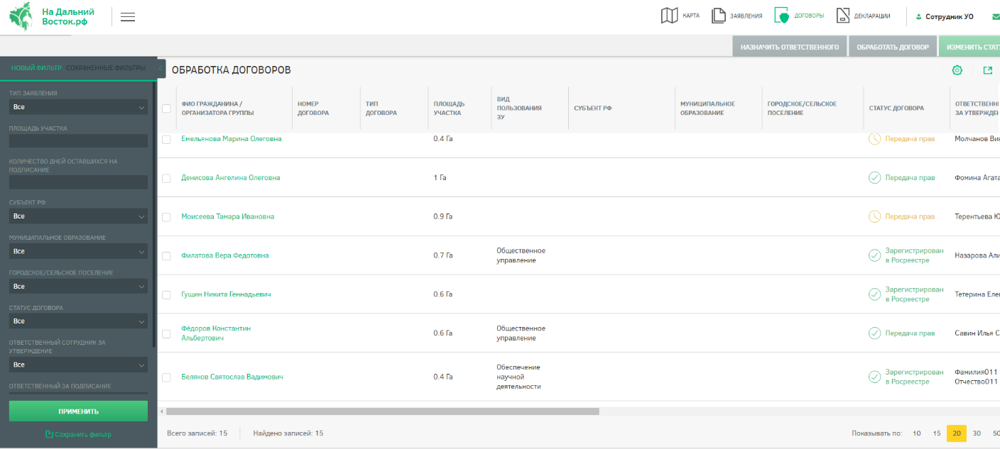 На Дальний
Восток.рф
КАРТА
ЗАЯВЛЕНИЯ
ДОГОВОРЫ
ДЕКЛАРАЦИИ
Сотрудник УО
НАЗНАЧИТЬ ОТВЕТСТВЕННОГО
ОБРАБОТАТЬ ДОГОВОР
ИЗМЕНИТЬ СТАТ
НОВЫЙ ФИЛЬТР СОХРАНЕННЫЕ ФИЛЬТРЫ
ТИП ЗАЯВЛЕНИЯ
Все
ПЛОЩАДЬ УЧАСТКА
КОЛИЧЕСТВО ДНЕЙ ОСТАВШИХСЯ НА
ПОДПИСАНИЕ
СУБЪЕКТ РФ
Все
МУНИЦИПАЛЬНОЕ ОБРАЗОВАНИЕ
Все
ГОРОДСКОЕ/СЕЛЬСКОЕ ПОСЕЛЕНИЕ
Все
СТАТУС ДОГОВОРА
Все
ОТВЕТСТВЕННЫЙ СОТРУДНИК ЗА
УТВЕРЖДЕНИЕ
Все
ОТВЕТСТВЕННЫЙ ЗА ПОДПИСАНИЕ
ПРИМЕНИТЬ
Сохранить фильтр
ОБРАБОТКА ДОГОВОРОВ
ФИО ГРАЖДАНИНА /
ОРГАНИЗАТОРА ГРУППЫ
НОМЕР
ДОГОВОРА
ТИП
ДОГОВОРА
ПЛОЩАДЬ
УЧАСТКА
ВИД
ПОЛЬЗОВАНИЯ
ЗУ
СУБЪЕКТ РФ
МУНИЦИПАЛЬНОЕ
ОБРАЗОВАНИЕ
ГОРОДСКОЕ/СЕЛЬСКОЕ
ПОСЕЛЕНИЕ
СТАТУС ДОГОВОРА
ОТВЕТСТВЕНН
ЗА УТВЕРЖДЕН
Емельянова Марина Олеговна
0.4 Га
Передача прав
Молчанов Ви
Денисова Ангелина Олеговна
1 Га
Передача прав
Фомина Агата
Моисеева Тамара Ивановна
0.9 Га
Передача прав
Терентьева Ю
Филатова Вера Федотовна
0.7 Га
Общественное
управление
Зарегистрирован
в Росреестре
Назарова Али
Гущин Никита Геннадьевич
0.6 Га
Зарегистрирован
в Росреестре
Тетерина Еле
Фёдоров Константин
Альбертович
0.6 Га
Общественное
управление
Передача прав
Савин Илья С
Беляков Святослав Вадимович
0.4 Га
Обеспечение
научной
деятельности
Зарегистрирован
в Росреестре
Фамилия011
Отчество011
Всего записей: 15
Найдено записей: 15
Показывать по: 10 15 20 30 50